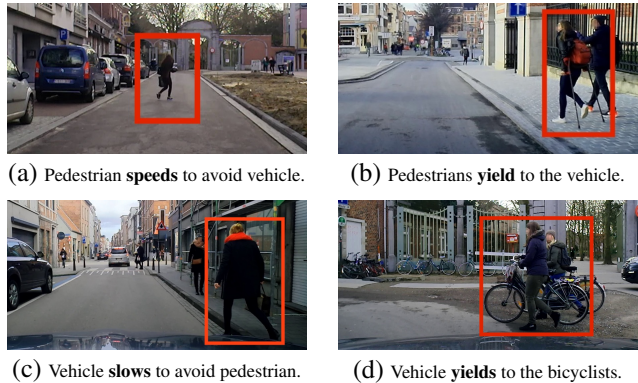 (a) Pedestrian speeds to avoid vehicle.
(b) Pedestrians yield to the vehicle.
(c) Vehicle slows to avoid pedestrian.
(d) Vehicle yields to the bicyclists.